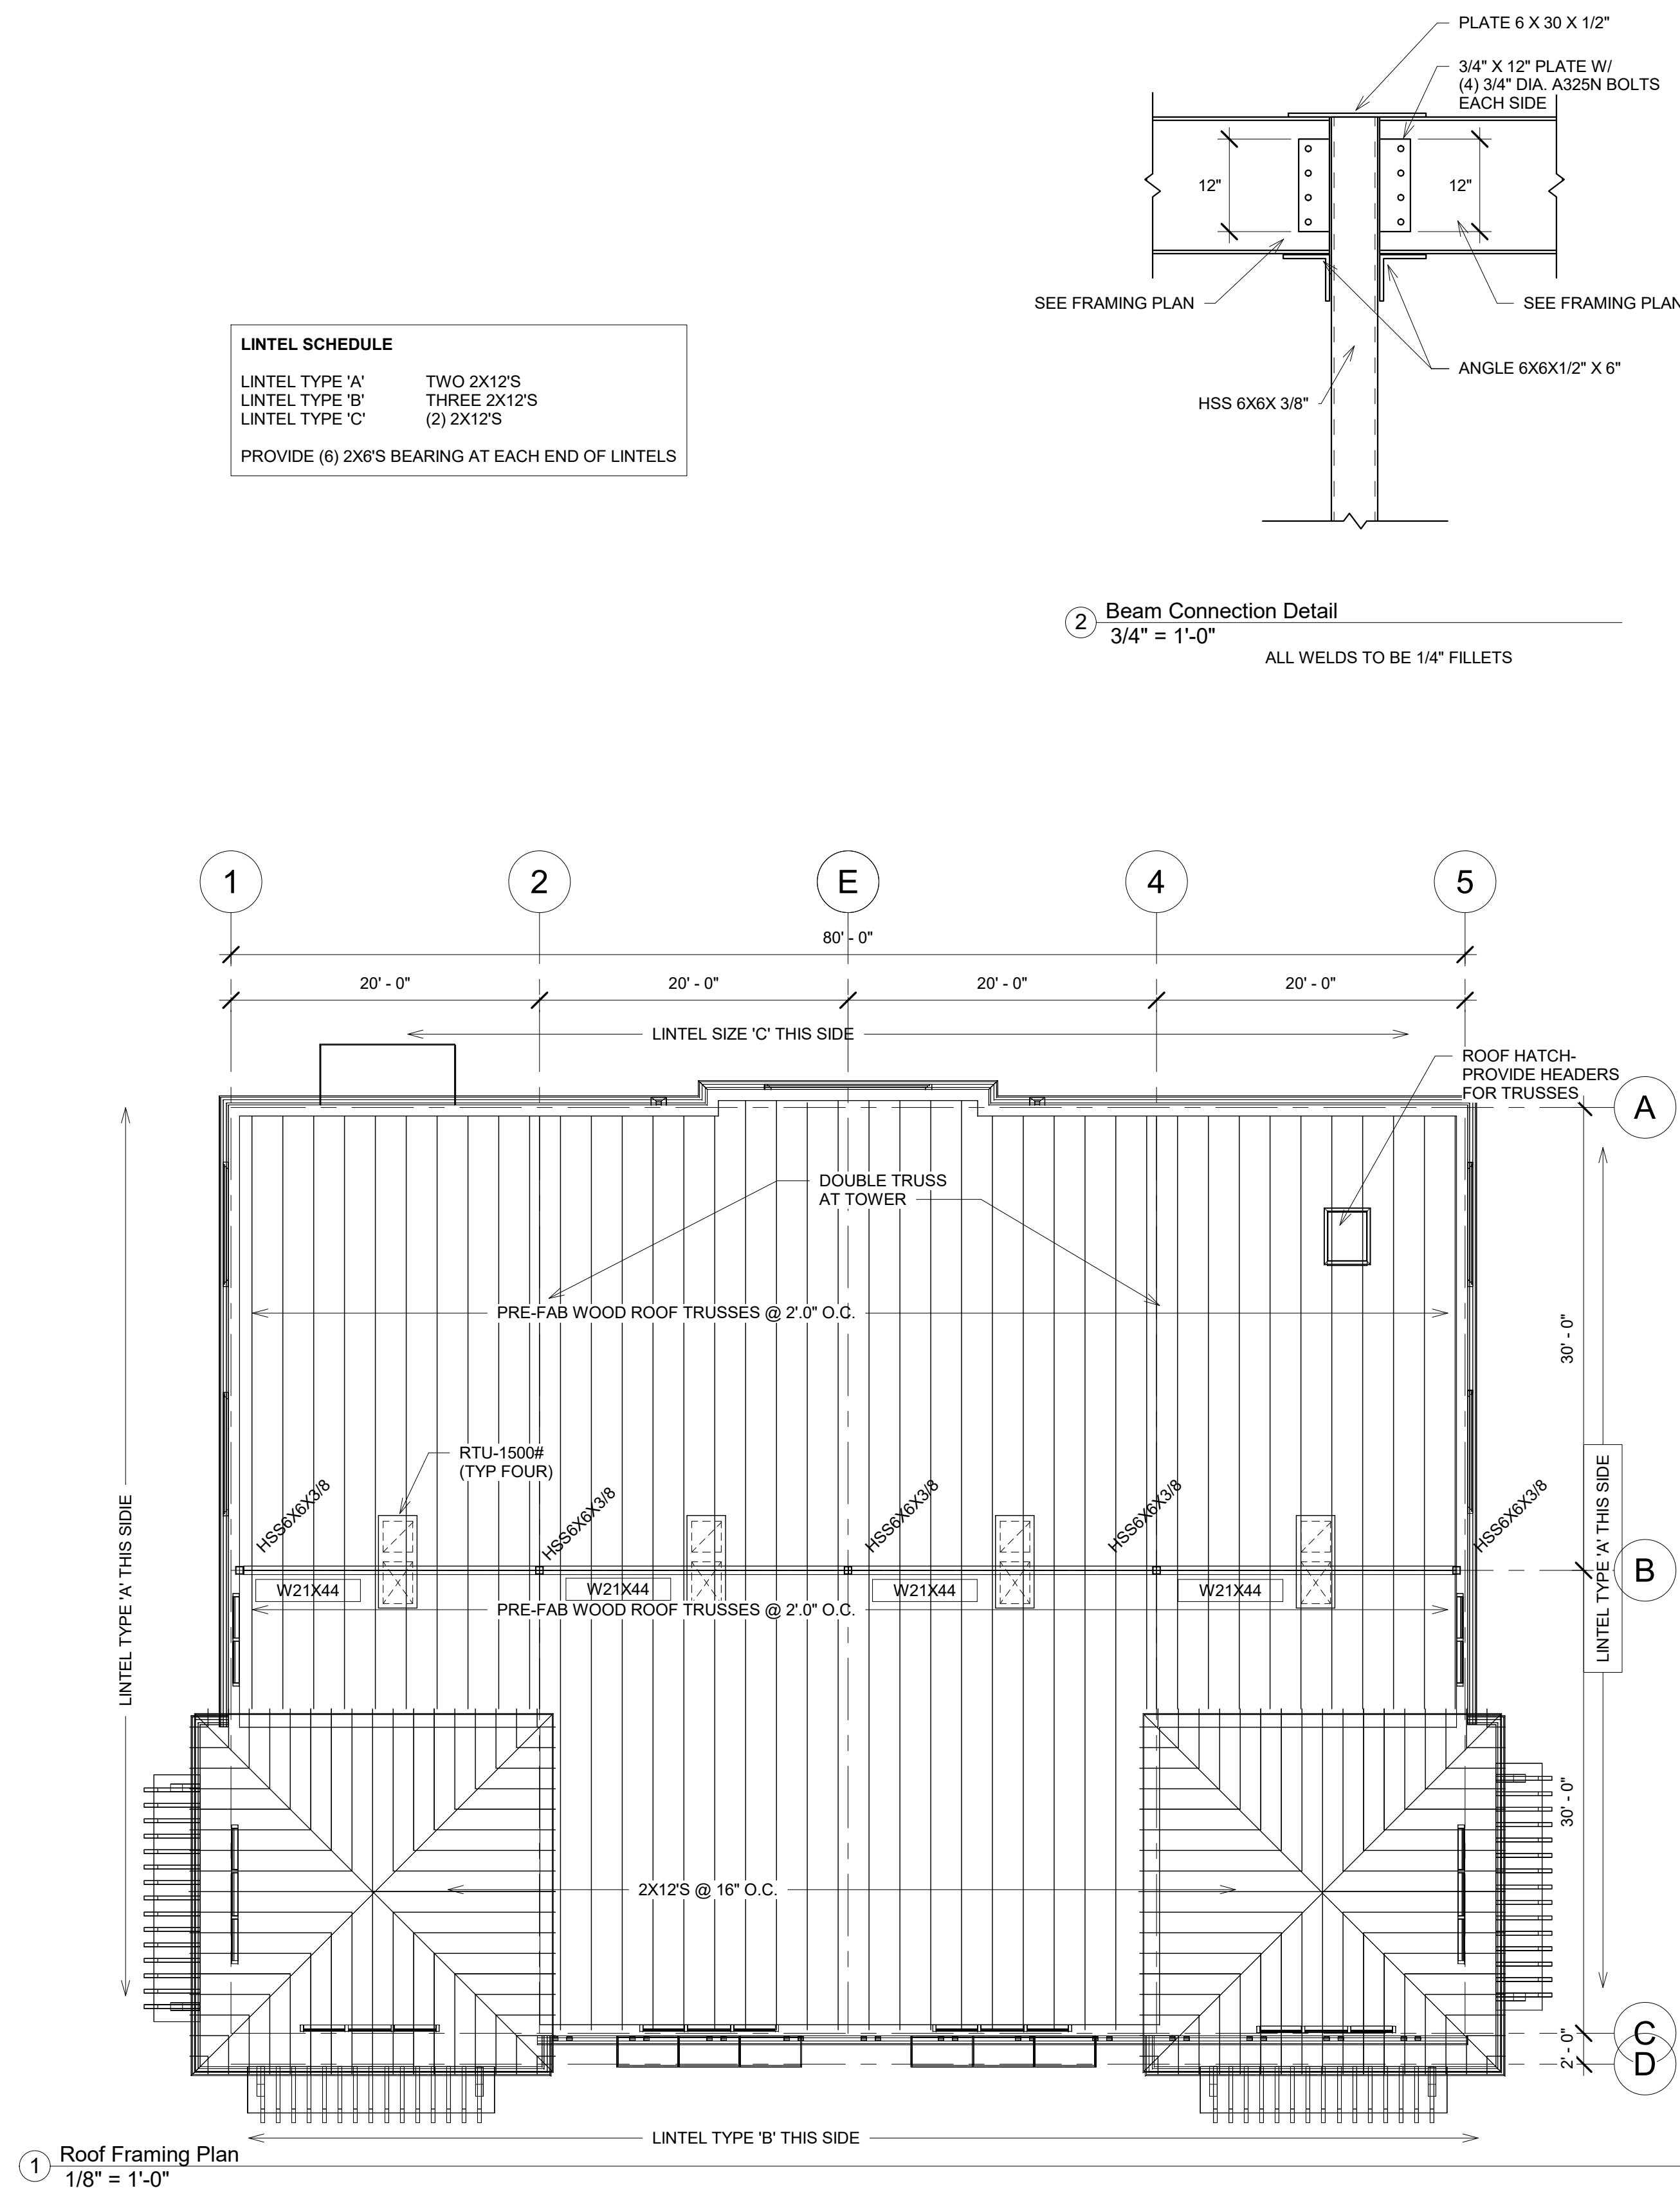 PLATE 6 X 30 X 1/2"
3/4" X 12" PLATE W/
(4) 3/4" DIA. A325N BOLTS
EACH SIDE
12"
12"
SEE FRAMING PLAN
SEE FRAMING PLAN
ANGLE 6X6X1/2" X 6"
HSS 6X6X 3/8"
LINTEL SCHEDULE
LINTEL TYPE 'A' TWO 2X12'S
LINTEL TYPE 'B' THREE 2X12'S
LINTEL TYPE 'C' (2) 2X12'S
PROVIDE (6) 2X6'S BEARING AT EACH END OF LINTELS
2 Beam Connection Detail
3/4" = 1'-0"
ALL WELDS TO BE 1/4" FILLETS
1
2
E
4
5
80' - 0"
20' - 0"
20' - 0"
20' - 0"
20' - 0"
LINTEL SIZE 'C' THIS SIDE
ROOF HATCH-
PROVIDE HEADERS
FOR TRUSSES
A
DOUBLE TRUSS
AT TOWER
PRE-FAB WOOD ROOF TRUSSES @ 2'.0" O.C.
30' - 0"
RTU-1500#
(TYP FOUR)
HSS6X6X3/8
HSS6X6X3/8
HSS6X6X3/8
HSS6X6X3/8
HSS6X6X3/8
LINTEL TYPE 'A' THIS SIDIE
LINTEL TYPE 'A' THIS SIDE
B
W21X44
W21X44
W21X44
W21X44
PRE-FAB WOOD ROOF TRUSSES @ 2'.0" O.C.
30' - 0"
2X12'S @ 16" O.C.
C
2' - 0"
D
LINTEL TYPE 'B' THIS SIDE
1 Roof Framing Plan
1/8" = 1'-0"